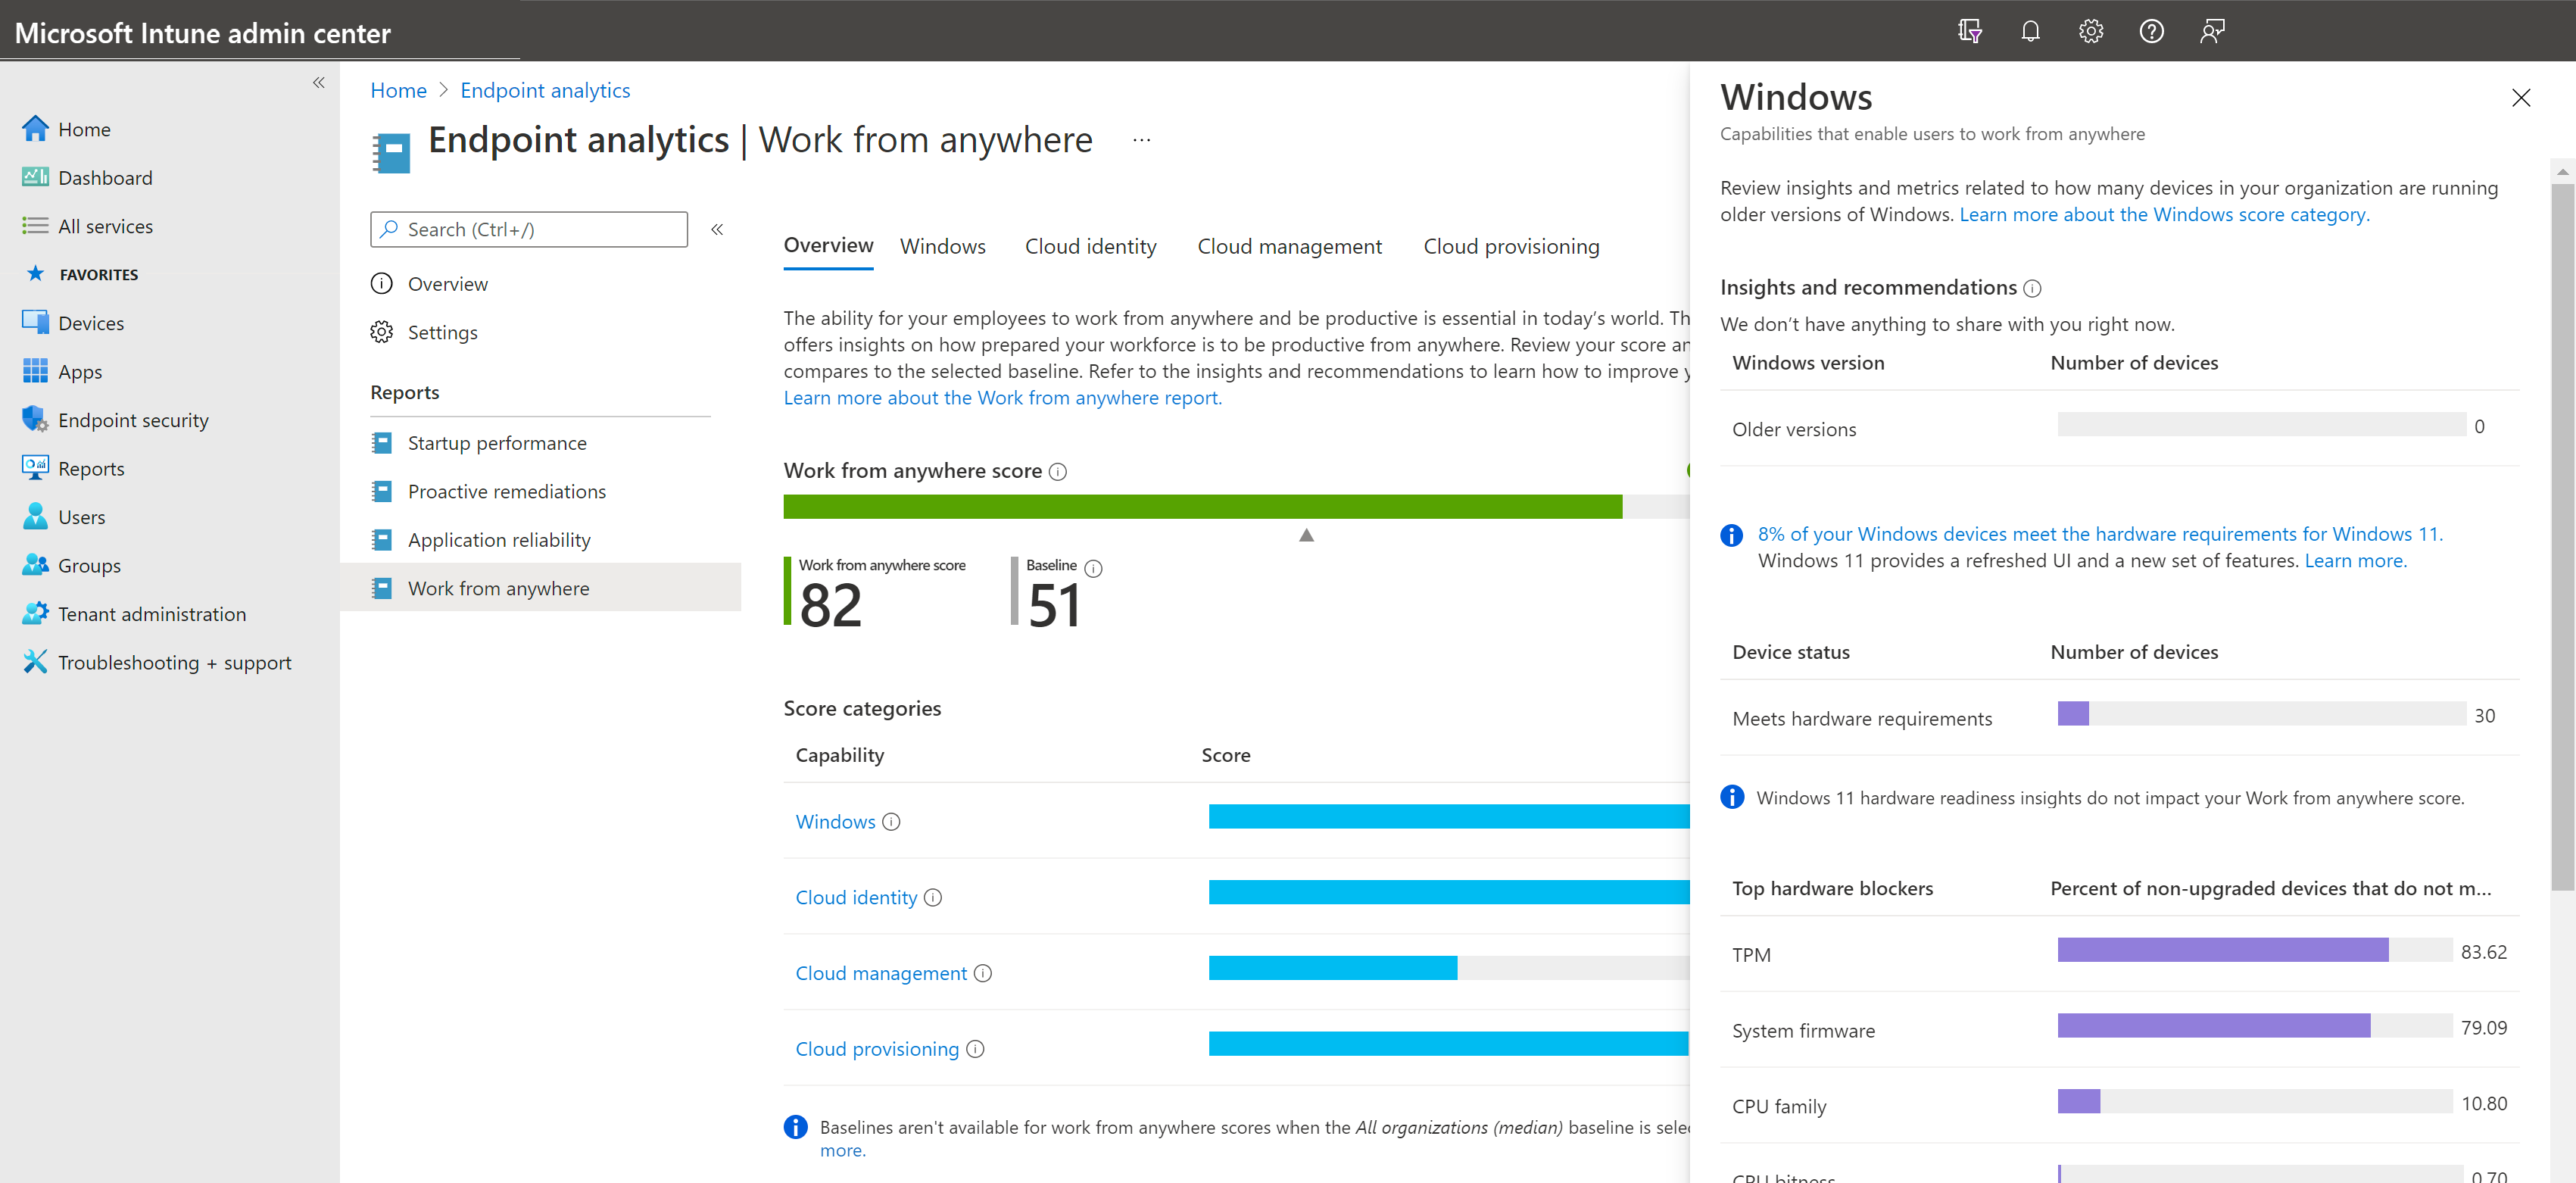 Microsoft Intune admin center
Home
Dashboard
All services
FAVORITES
Devices
Apps
Endpoint security
Reports
Users
Groups
Tenant administration
Troubleshooting + support
Home > Endpoint analytics
Endpoint analytics | Work from anywhere ...
Search (Ctrl+/)
Overview
Settings
Reports
Startup performance
Proactive remediations
Application reliability
Work from anywhere
Overview Windows Cloud identity Cloud management Cloud provisioning
The ability for your employees to work from anywhere and be productive is essential in today’s world. Th
offers insights on how prepared your workforce is to be productive from anywhere. Review your score an
compares to the selected baseline. Refer to the insights and recommendations to learn how to improve y
Learn more about the Work from anywhere report.
Work from anywhere score
Work from anywhere score
82
Baseline
51
Score categories
Capability Score
Windows
Cloud identity
Cloud management
Cloud provisioning
Baselines aren't available for work from anywhere scores when the All organizations (median) baseline is selec
more.
Windows
Capabilities that enable users to work from anywhere
Review insights and metrics related to how many devices in your organization are running
older versions of Windows. Learn more about the Windows score category.
Insights and recommendations
We don’t have anything to share with you right now.
Windows version Number of devices
Older versions 0
8% of your Windows devices meet the hardware requirements for Windows 11.
Windows 11 provides a refreshed UI and a new set of features. Learn more.
Device status Number of devices
Meets hardware requirements 30
Windows 11 hardware readiness insights do not impact your Work from anywhere score.
Top hardware blockers Percent of non-upgraded devices that do not m...
TPM 83.62
System firmware 79.09
CPU family 10.80
CPU bitness 0.70